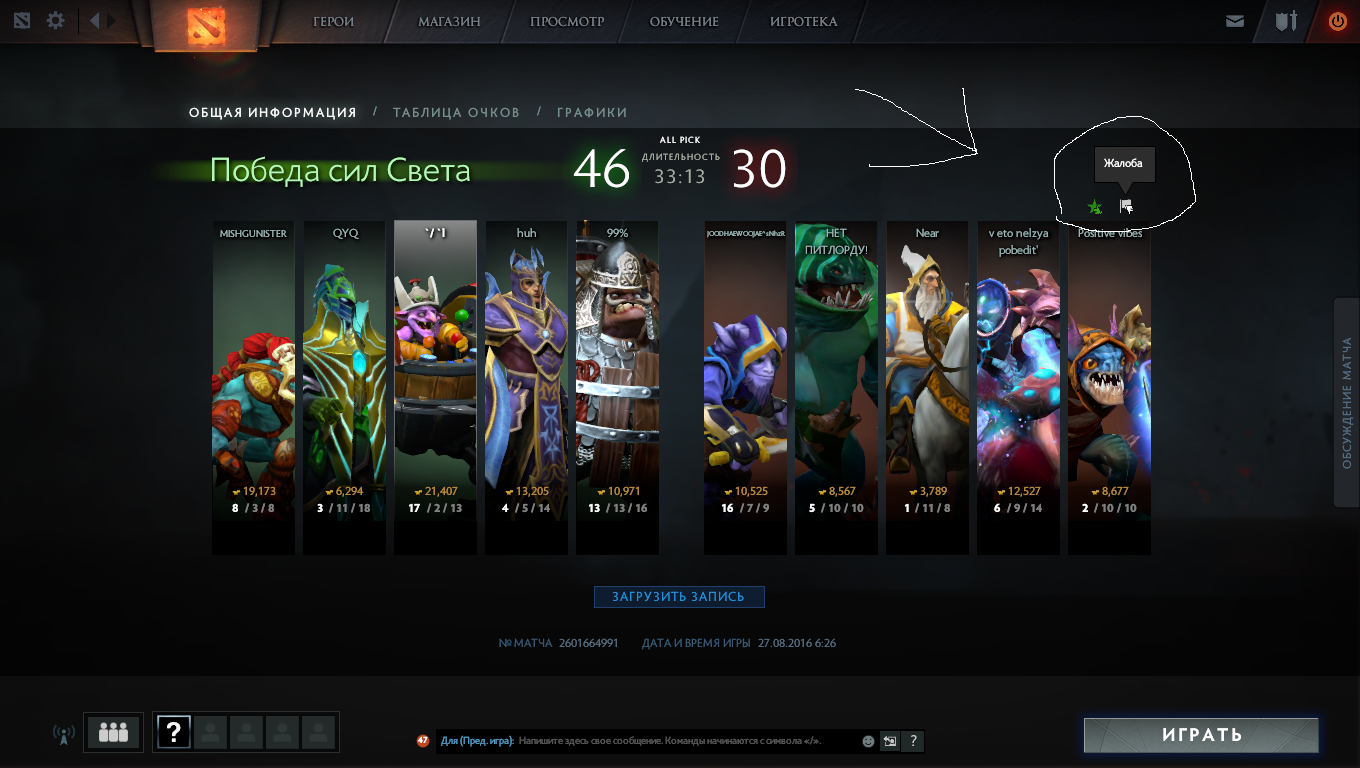 ГЕРОИ
МАГАЗИН
ПРОСМОТР
ОБУЧЕНИЕ
ИГРОТЕКА
ОБЩАЯ ИНФОРМАЦИЯ / ТАБЛИЦА ОЧКОВ / ГРАФИКИ
Победа сил Света
46
ALL PICK
ДЛИТЕЛЬНОСТЬ
33:13
30
Жалоба
MISHGUNISTER
QYQ
huh
99%
НЕТ
ПИТЛОРДУ!
Near
v eto nelzya
pobedit'
Positive vibes
19,173
8 / 3 / 8
6,294
3 / 11 / 18
21,407
17 / 2 / 13
13,205
4 / 5 / 14
10,971
13 / 13 / 16
10,525
16 / 7 / 9
8,567
5 / 10 / 10
3,789
1 / 11 / 8
12,527
6 / 9 / 14
8,677
2 / 10 / 10
ОБСУЖДЕНИЕ МАТЧА
ЗАГРУЗИТЬ ЗАПИСЬ
№ МАТЧА 2601664991 ДАТА И ВРЕМЯ ИГРЫ 27.08.2016 6:26
?
47 Для (Пред. игра): Напишите здесь свое сообщение. Команды начинаются с символа «/». ?
ИГРАТЬ